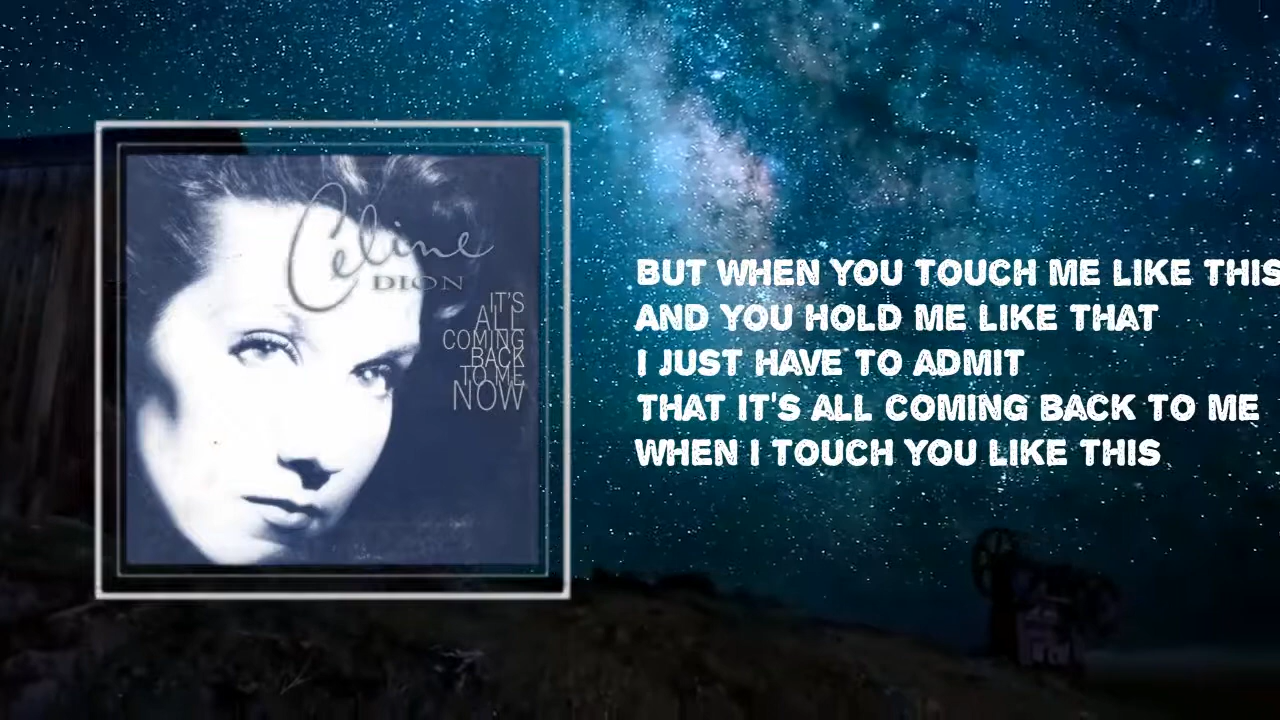 Celine
DION
IT'S
ALL
COMING
BACK
TO ME
NOW
BUT WHEN YOU TOUCH ME LIKE THIS
AND YOU HOLD ME LIKE THAT
I JUST HAVE TO ADMIT
THAT IT'S ALL COMING BACK TO ME
WHEN I TOUCH YOU LIKE THIS